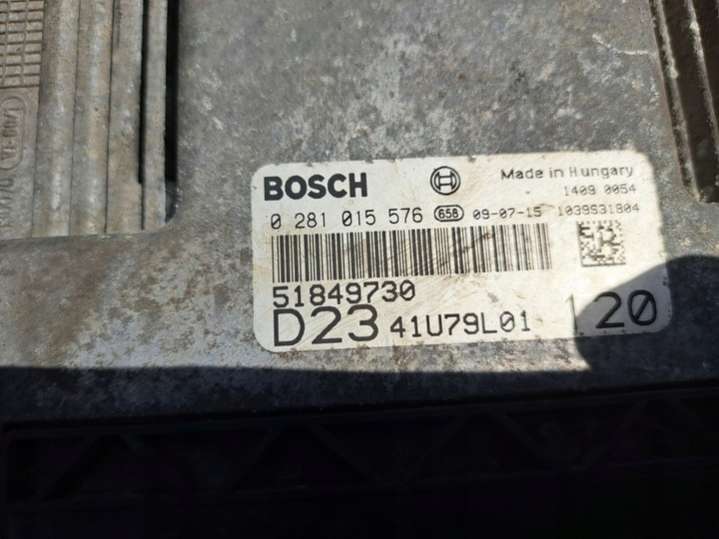 BOSCH Made in Hungary
1409 0054
0 281 015 576 658 09-07-15 1039S31804
51849730
D23 41U79L01 120